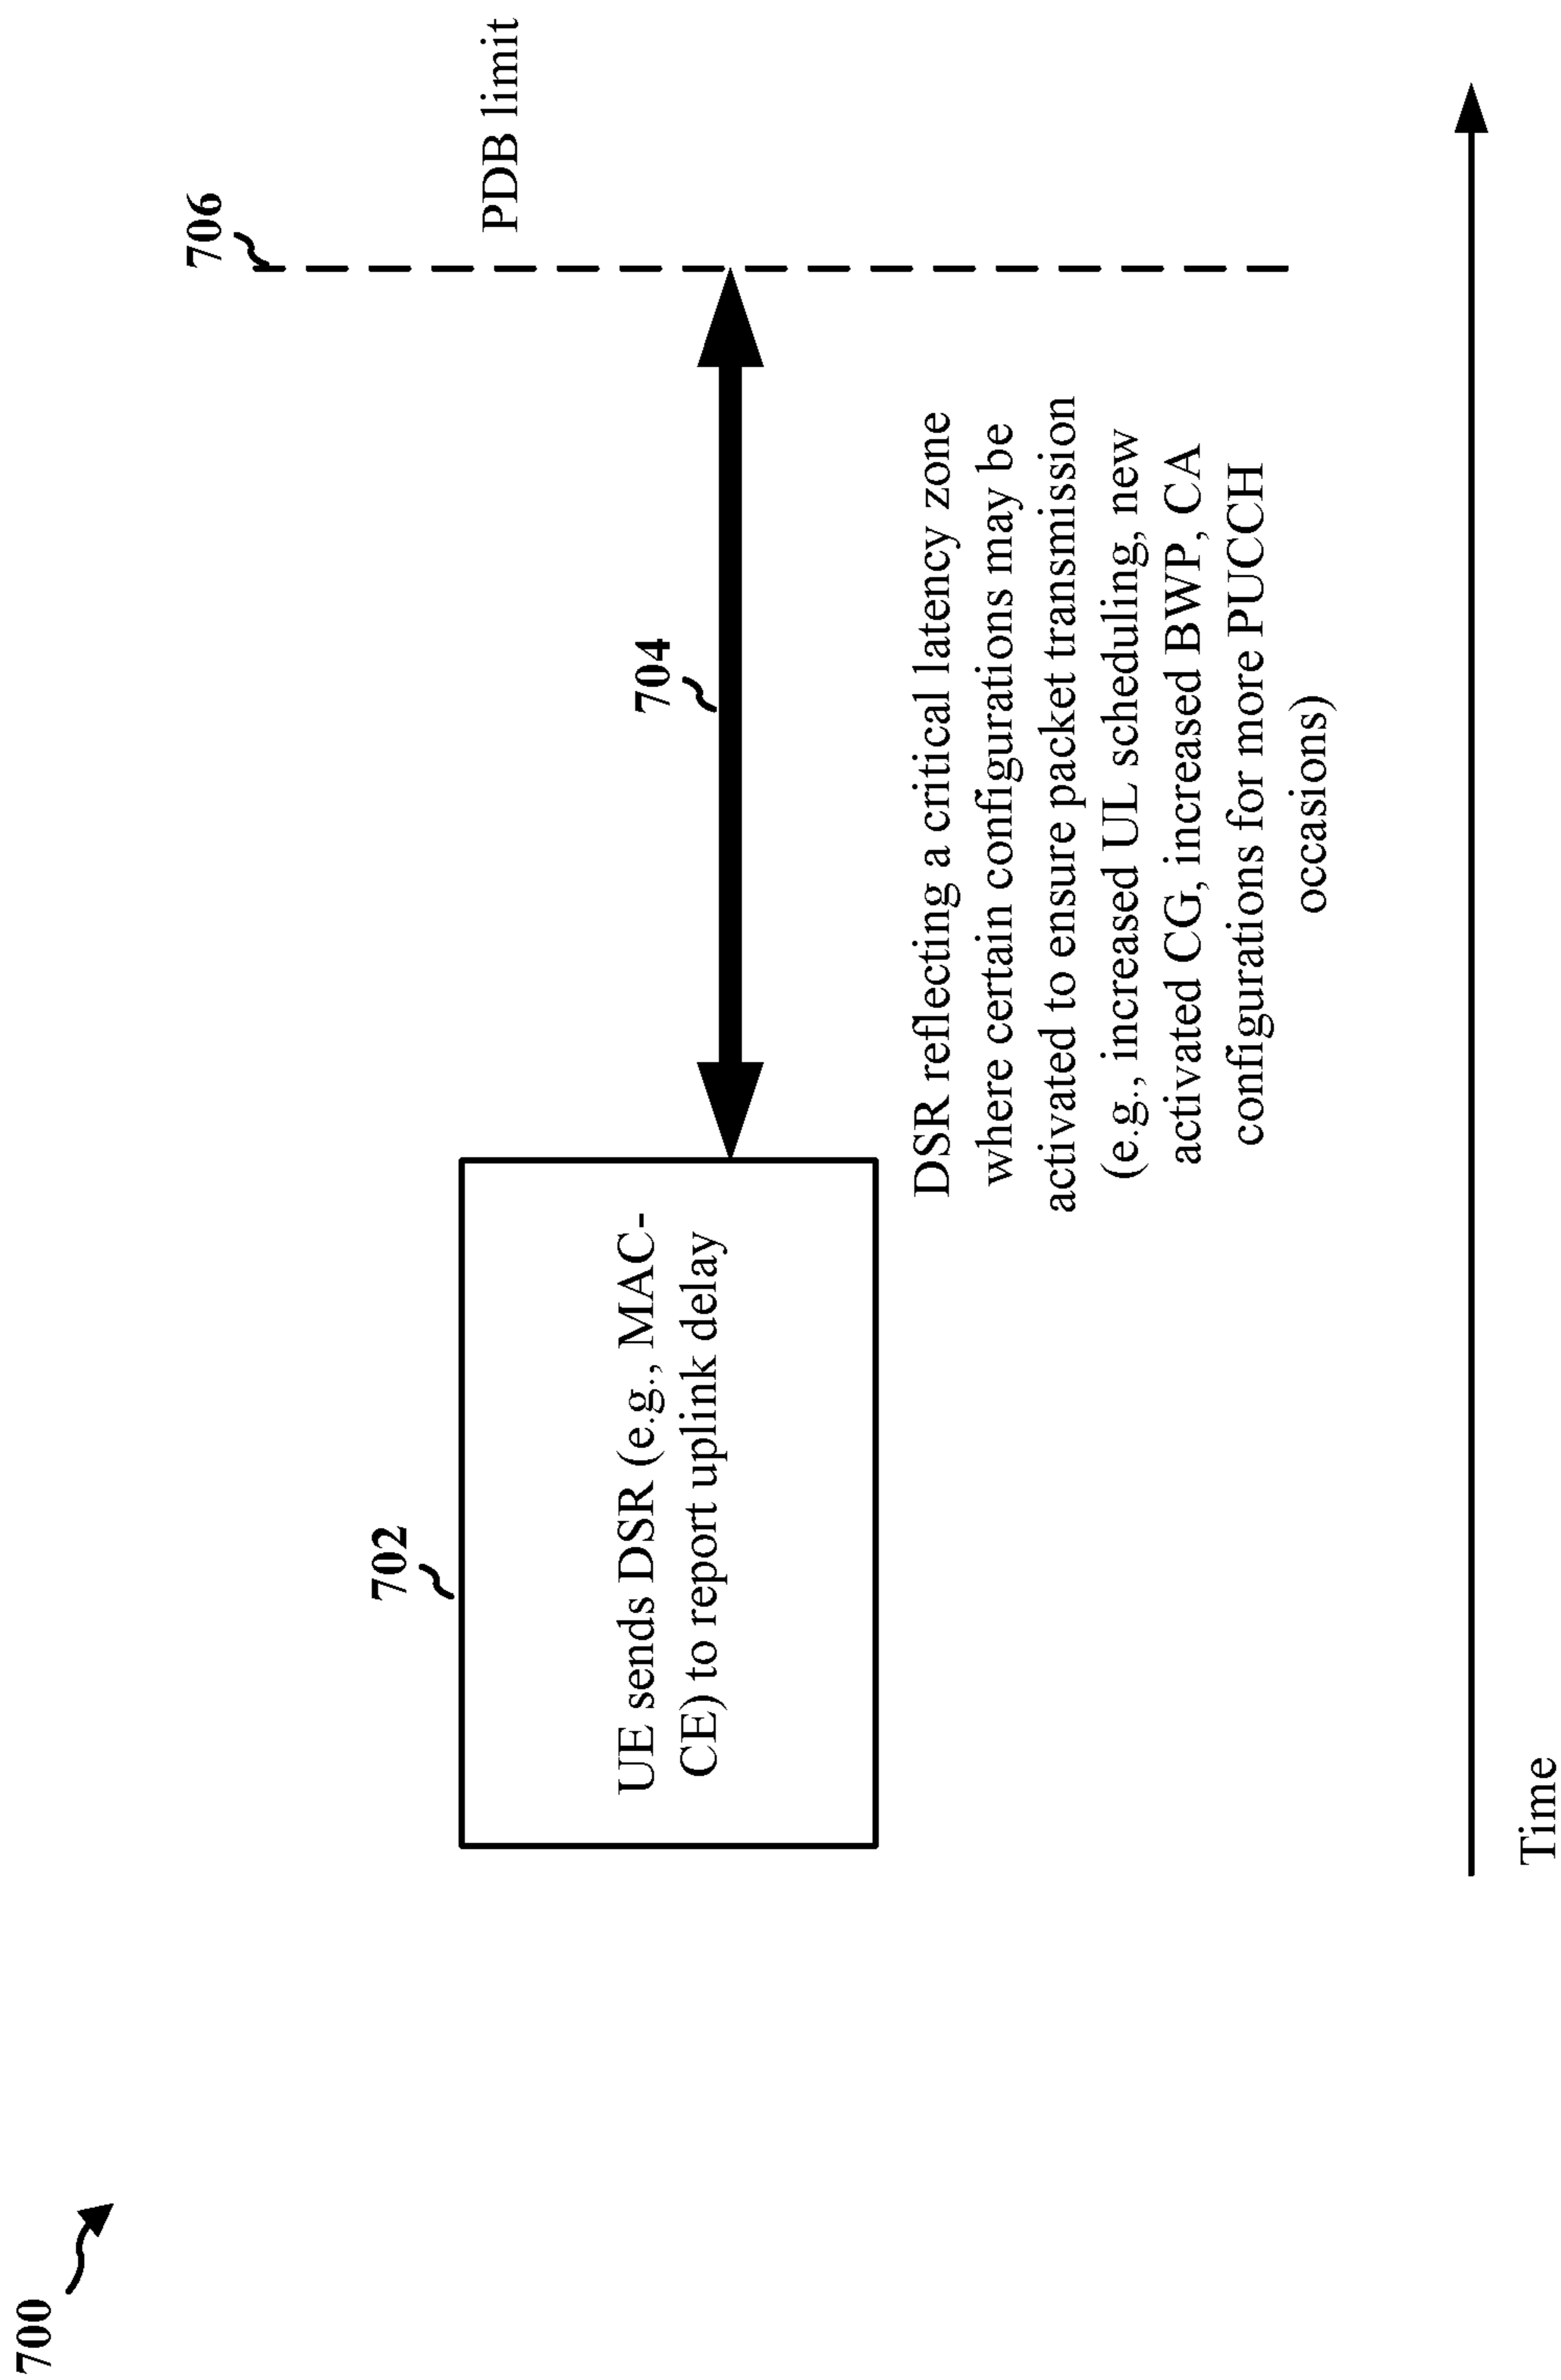 700
702
UE sends DSR (e.g., MAC-
CE) to report uplink delay
704
706
PDB limit
DSR reflecting a critical latency zone
where certain configurations may be
activated to ensure packet transmission
(e.g., increased UL scheduling, new
activated CG, increased BWP, CA
configurations for more PUCCH
occasions)
Time